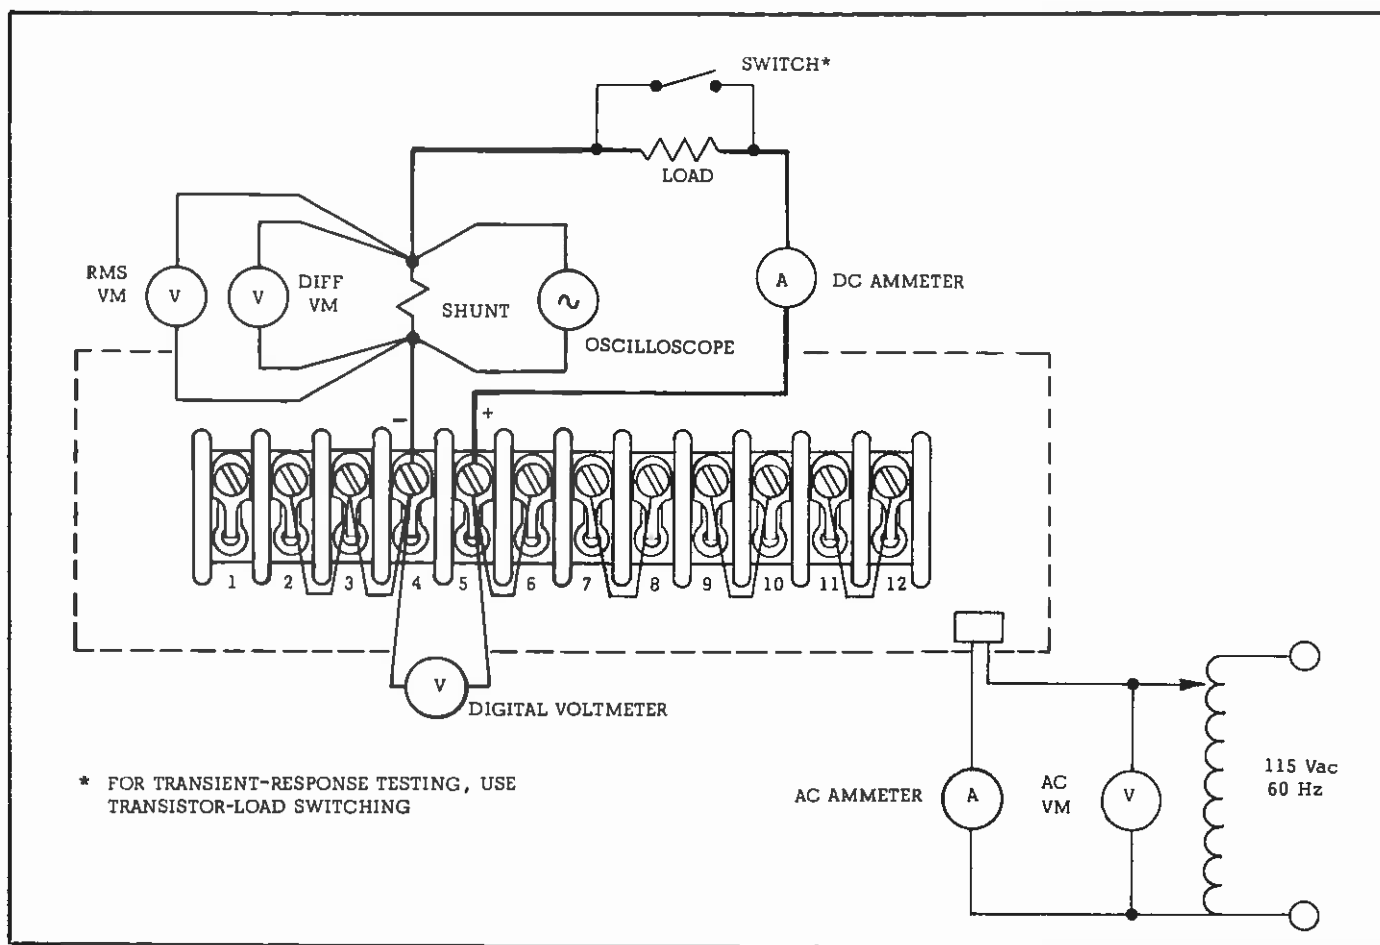 SWITCH*
LOAD
RMS
VM
V
V
DIFF
VM
SHUNT
OSCILLOSCOPE
A
DC AMMETER
-
+
1 2 3 4 5 6 7 8 9 10 11 12
V
DIGITAL VOLTMETER
* FOR TRANSIENT-RESPONSE TESTING, USE
TRANSISTOR-LOAD SWITCHING
AC AMMETER
A
AC
VM
V
115 Vac
60 Hz